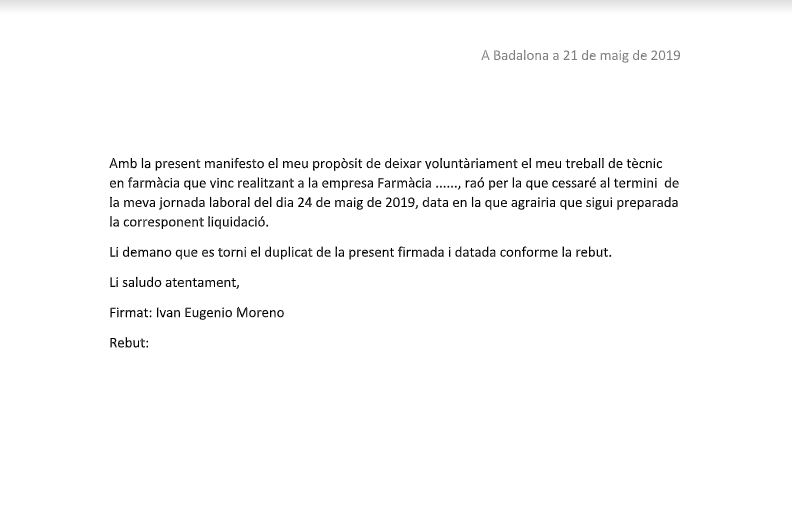 A Badalona a 21 de maig de 2019
Amb la present manifesto el meu propòsit de deixar voluntàriament el meu treball de tècnic
en farmàcia que vinc realitzant a la empresa Farmàcia ......, raó per la que cessaré al termini de
la meva jornada laboral del dia 24 de maig de 2019, data en la que agrairia que sigui preparada
la corresponent liquidació.
Li demano que es torni el duplicat de la present firmada i datada conforme la rebut.
Li saludo atentament,
Firmat: Ivan Eugenio Moreno
Rebut: